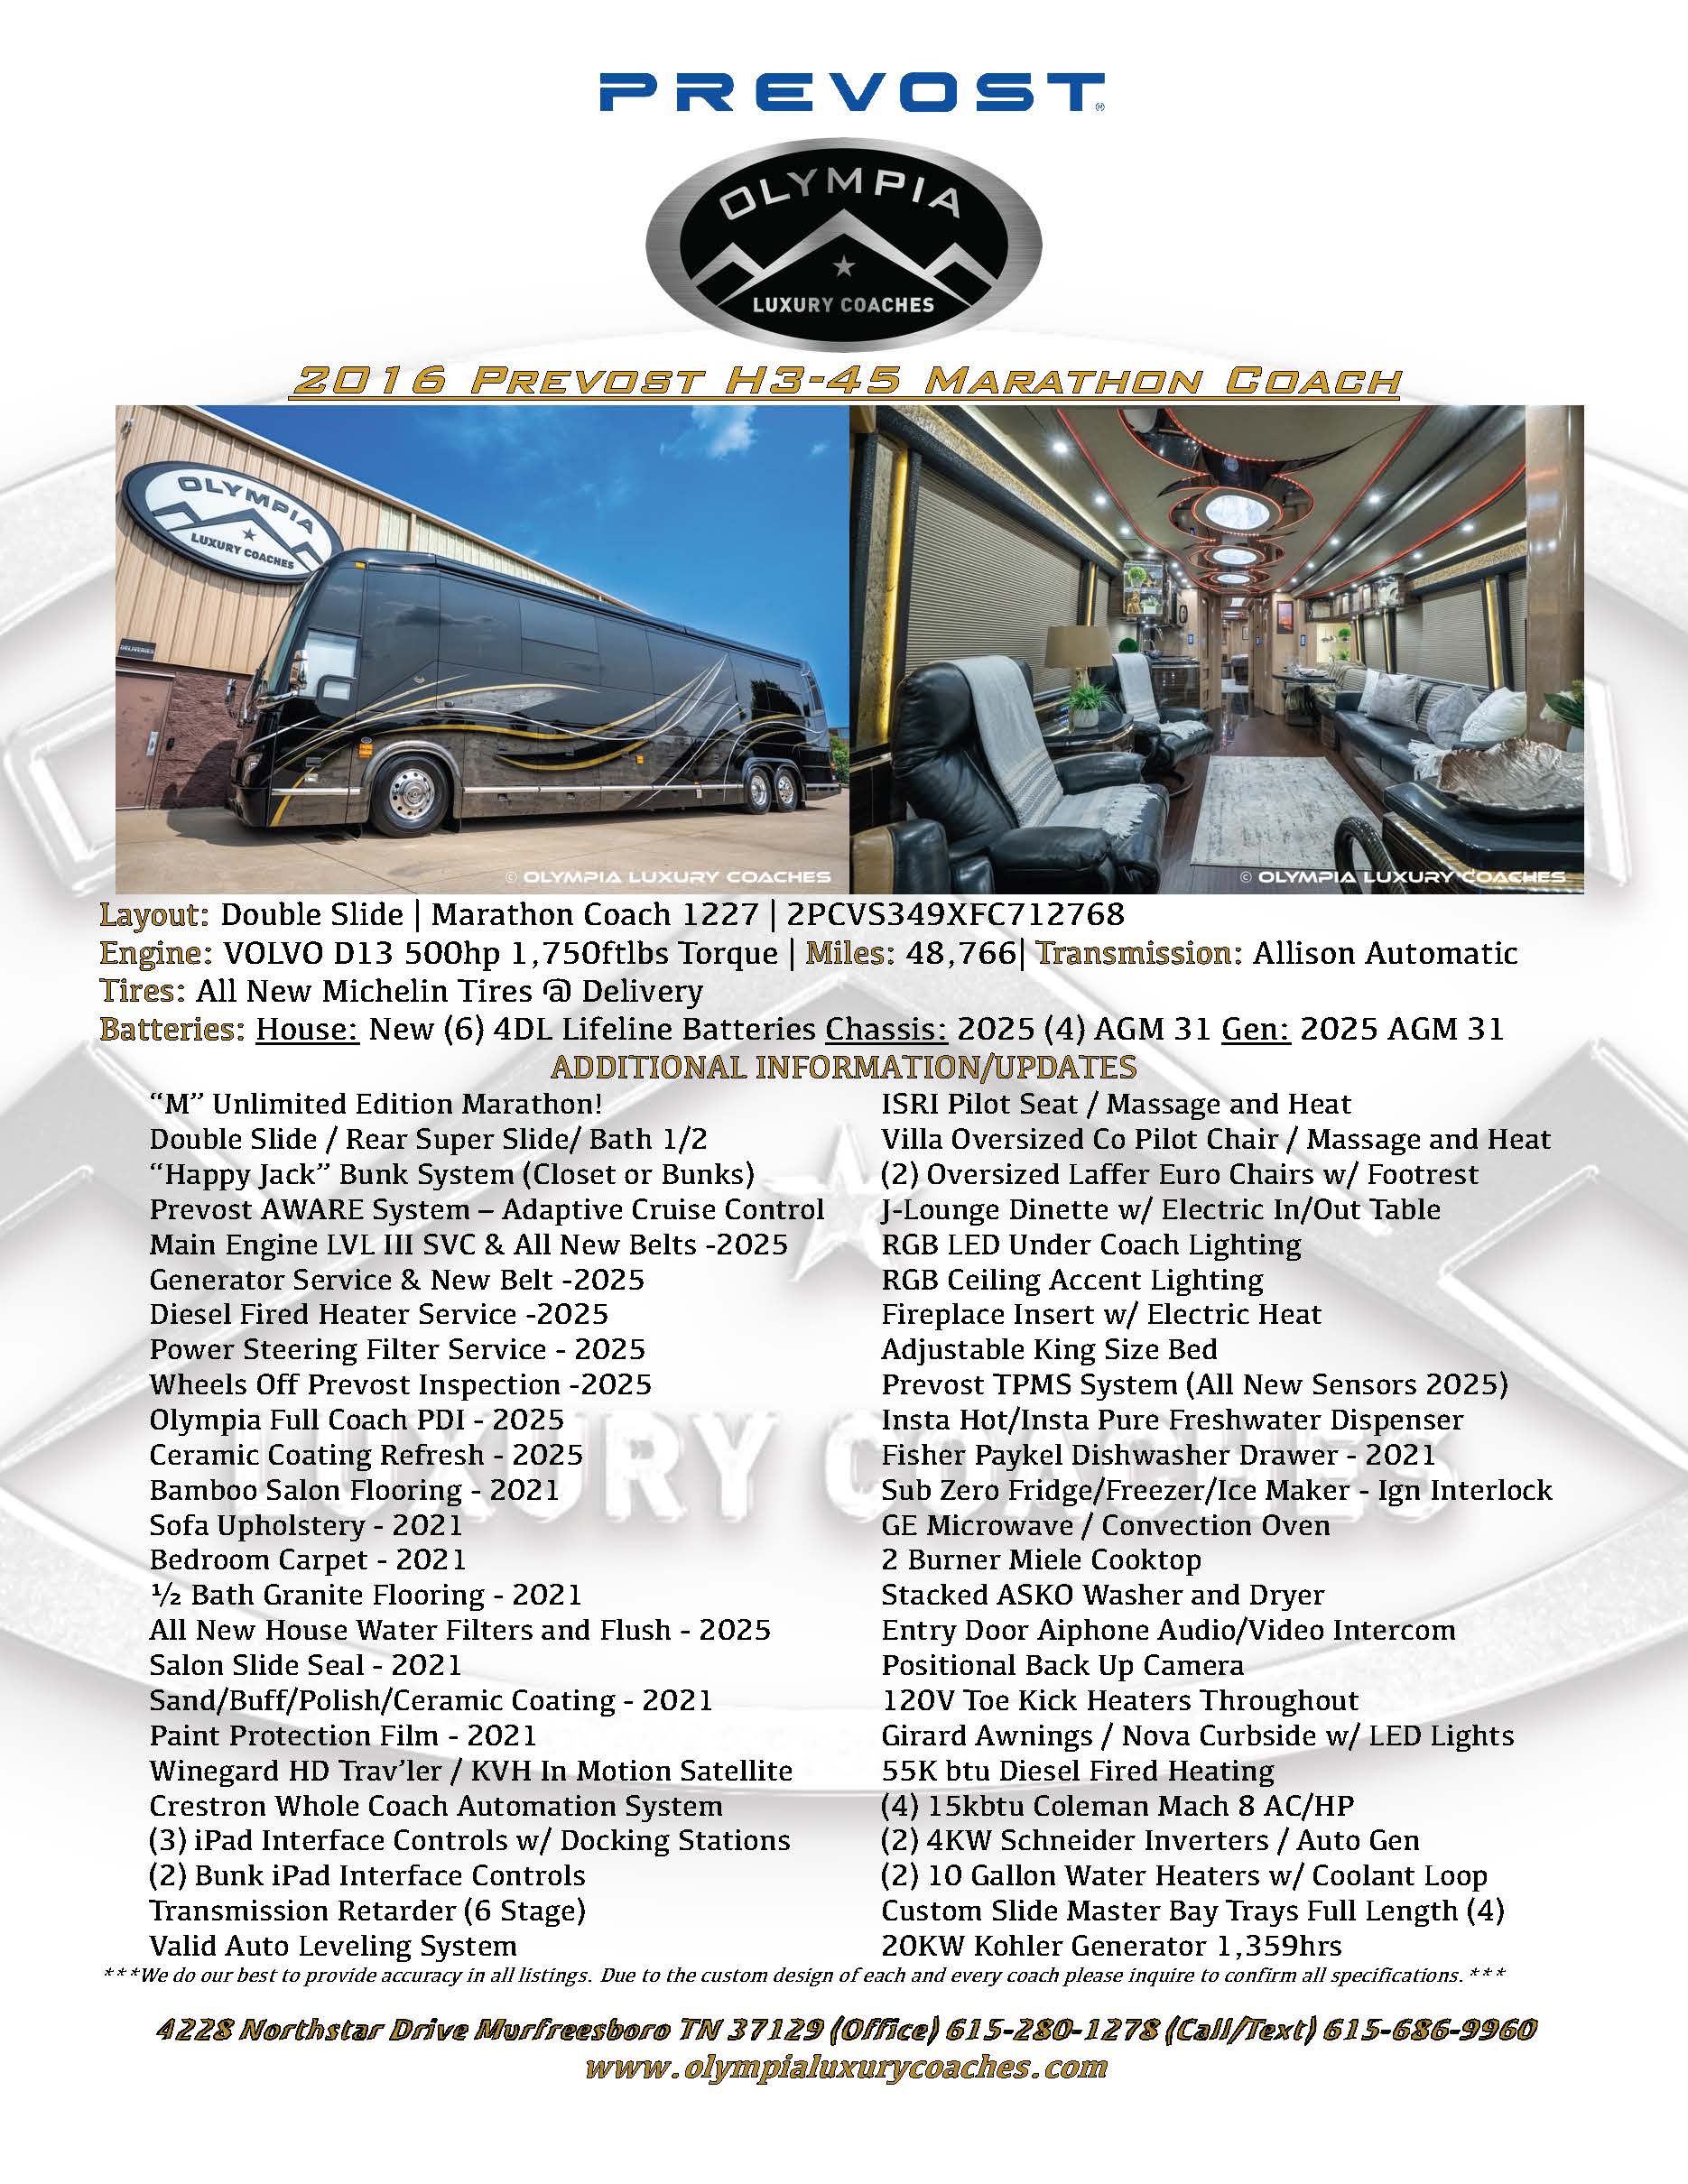 PREVOST®
OLYMPIA
LUXURY COACHES
2016 PREVOST H3-45 MARATHON COACH
OLYMPIA
LUXURY COACHES
DELIVERIES
© OLYMPIA LUXURY COACHES
© OLYMPIA LUXURY COACHES
Layout: Double Slide | Marathon Coach 1227 | 2PCVS349XFC712768
Engine: VOLVO D13 500hp 1,750ftlbs Torque | Miles: 48,766| Transmission: Allison Automatic
Tires: All New Michelin Tires @ Delivery
Batteries: House: New (6) 4DL Lifeline Batteries Chassis: 2025 (4) AGM 31 Gen: 2025 AGM 31
ADDITIONAL INFORMATION/UPDATES
“M” Unlimited Edition Marathon!
Double Slide / Rear Super Slide/ Bath 1/2
“Happy Jack” Bunk System (Closet or Bunks)
Prevost AWARE System – Adaptive Cruise Control
Main Engine LVL III SVC & All New Belts -2025
Generator Service & New Belt -2025
Diesel Fired Heater Service -2025
Power Steering Filter Service - 2025
Wheels Off Prevost Inspection -2025
Olympia Full Coach PDI - 2025
Ceramic Coating Refresh - 2025
Bamboo Salon Flooring - 2021
Sofa Upholstery - 2021
Bedroom Carpet - 2021
½ Bath Granite Flooring - 2021
All New House Water Filters and Flush - 2025
Salon Slide Seal - 2021
Sand/Buff/Polish/Ceramic Coating - 2021
Paint Protection Film - 2021
Winegard HD Trav’ler / KVH In Motion Satellite
Crestron Whole Coach Automation System
(3) iPad Interface Controls w/ Docking Stations
(2) Bunk iPad Interface Controls
Transmission Retarder (6 Stage)
Valid Auto Leveling System
ISRI Pilot Seat / Massage and Heat
Villa Oversized Co Pilot Chair / Massage and Heat
(2) Oversized Laffer Euro Chairs w/ Footrest
J-Lounge Dinette w/ Electric In/Out Table
RGB LED Under Coach Lighting
RGB Ceiling Accent Lighting
Fireplace Insert w/ Electric Heat
Adjustable King Size Bed
Prevost TPMS System (All New Sensors 2025)
Insta Hot/Insta Pure Freshwater Dispenser
Fisher Paykel Dishwasher Drawer - 2021
Sub Zero Fridge/Freezer/Ice Maker - Ign Interlock
GE Microwave / Convection Oven
2 Burner Miele Cooktop
Stacked ASKO Washer and Dryer
Entry Door Aiphone Audio/Video Intercom
Positional Back Up Camera
120V Toe Kick Heaters Throughout
Girard Awnings / Nova Curbside w/ LED Lights
55K btu Diesel Fired Heating
(4) 15kbtu Coleman Mach 8 AC/HP
(2) 4KW Schneider Inverters / Auto Gen
(2) 10 Gallon Water Heaters w/ Coolant Loop
Custom Slide Master Bay Trays Full Length (4)
20KW Kohler Generator 1,359hrs
LUXURY COACHES
***We do our best to provide accuracy in all listings. Due to the custom design of each and every coach please inquire to confirm all specifications.***
4228 Northstar Drive Murfreesboro TN 37129 (Office) 615-280-1278 (Call/Text) 615-686-9960
www.olympialuxurycoaches.com